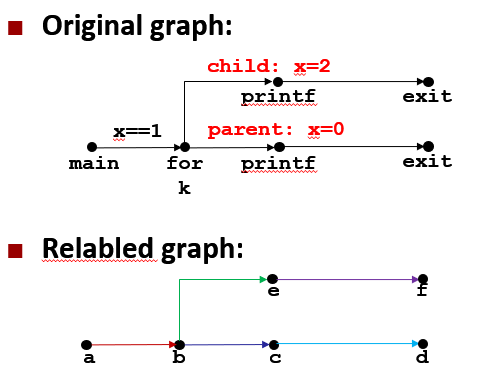 Original graph:
child: x=2
printf exit
x==1 parent: x=0
main for printf exit
k
Relabled graph:
e f
a b c d